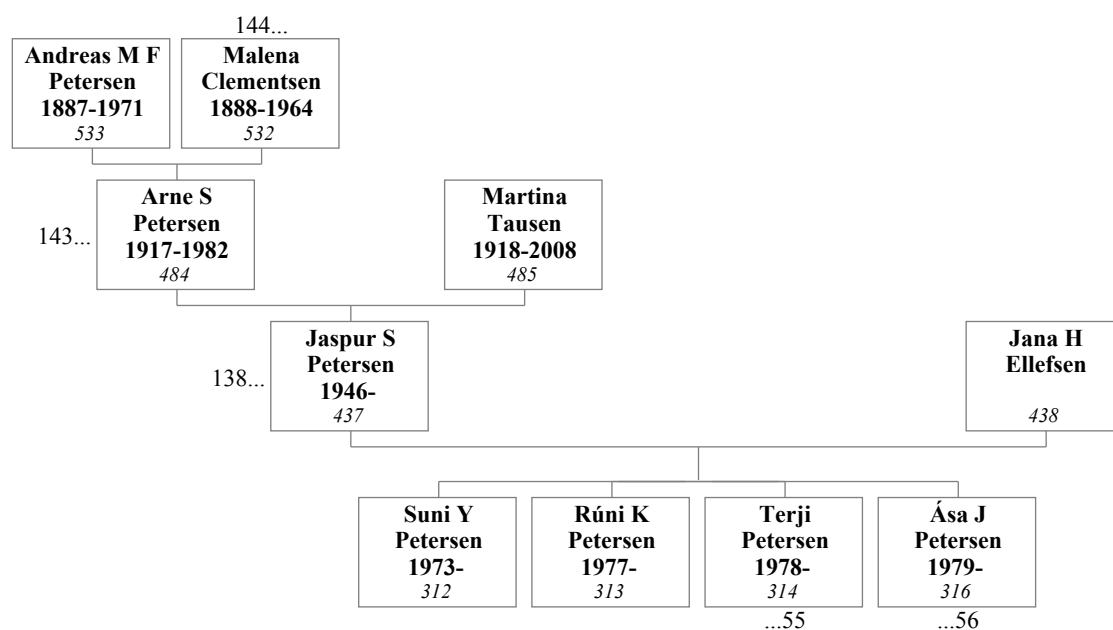 144...
Andreas M F
Petersen
1887-1971
533
Malena
Clementsen
1888-1964
532
143...
Arne S
Petersen
1917-1982
484
Martina
Tausen
1918-2008
485
138...
Jaspur S
Petersen
1946-
437
Jana H
Ellefsen
438
Suni Y
Petersen
1973-
312
Rúni K
Petersen
1977-
313
Terji
Petersen
1978-
314
...55
Ása J
Petersen
1979-
316
...56